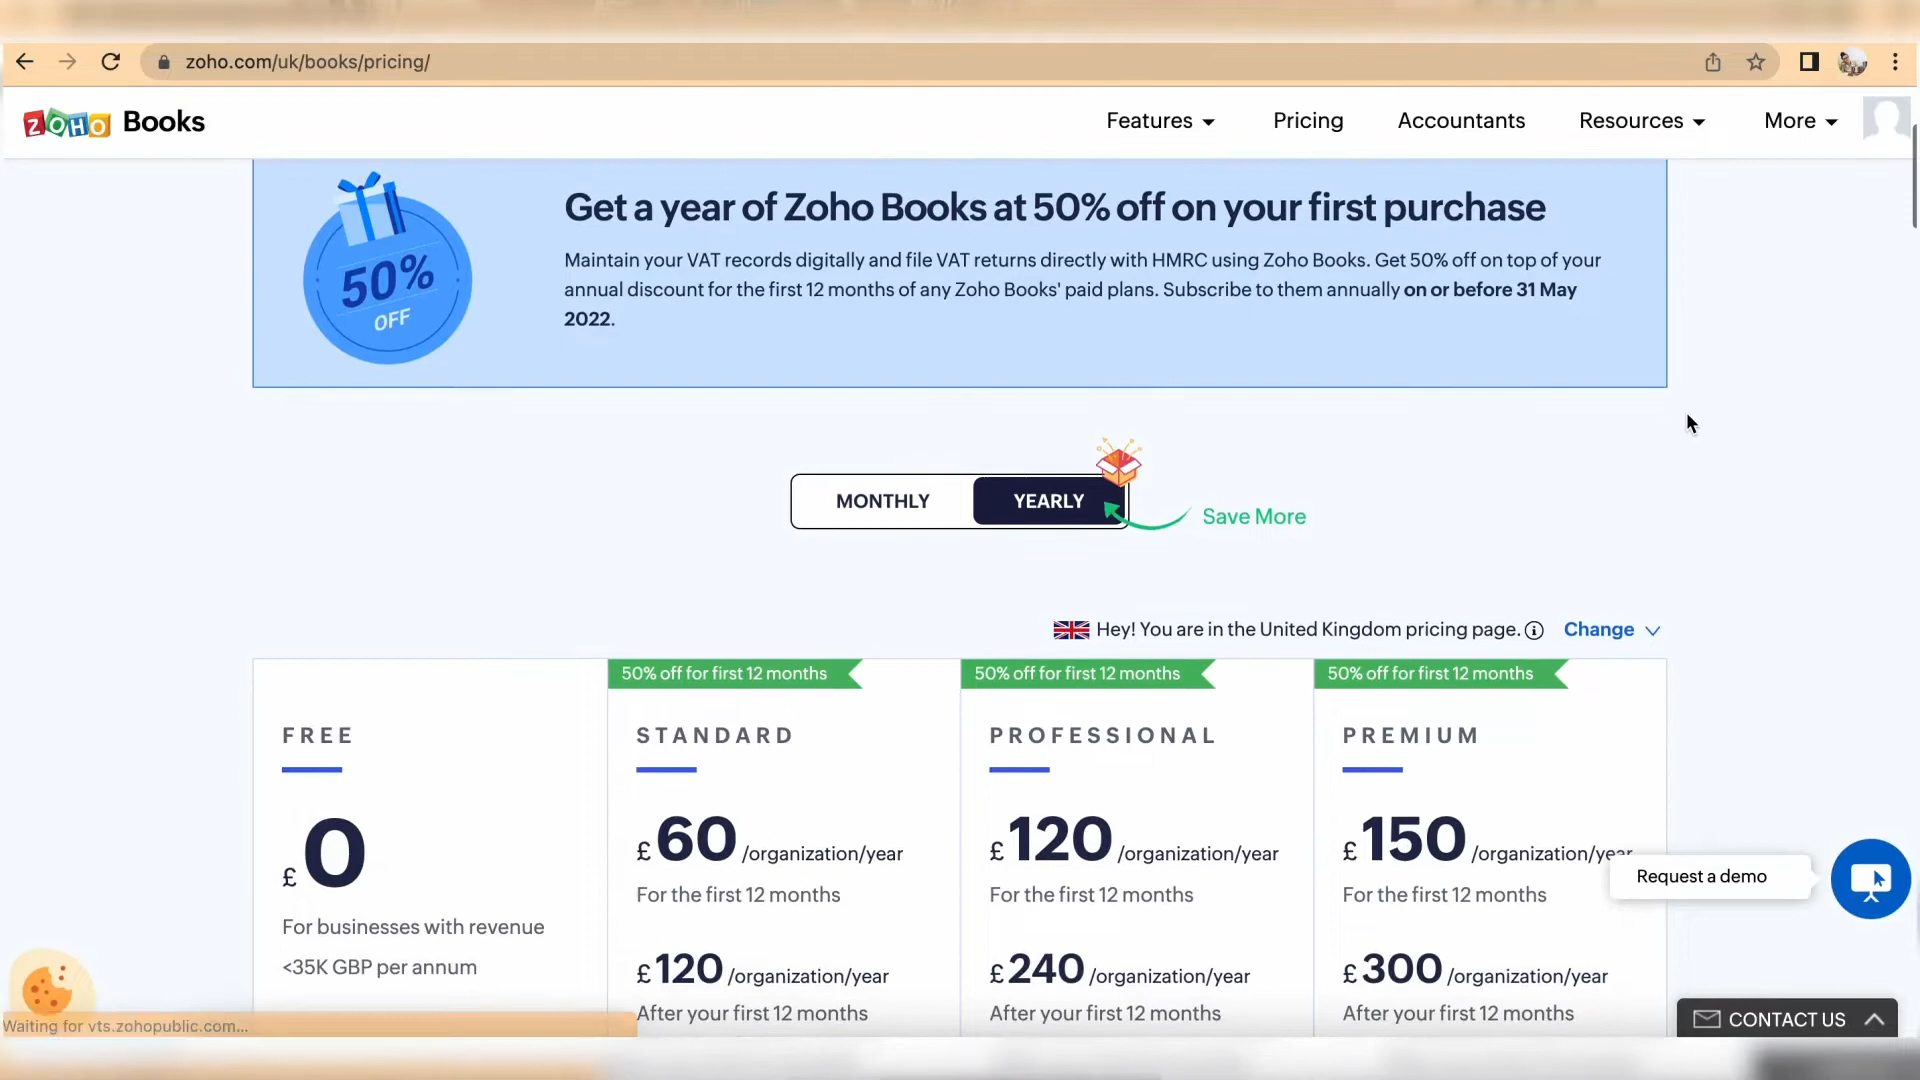 zoho.com/uk/books/pricing/
ZOHO Books
Features
Pricing
Accountants
Resources
More
50%
OFF
Get a year of Zoho Books at 50% off on your first purchase
Maintain your VAT records digitally and file VAT returns directly with HMRC using Zoho Books. Get 50% off on top of your
annual discount for the first 12 months of any Zoho Books' paid plans. Subscribe to them annually on or before 31 May
2022.
MONTHLY
YEARLY
Save More
Hey! You are in the United Kingdom pricing page.
Change
50% off for first 12 months
50% off for first 12 months
50% off for first 12 months
FREE
£0
For businesses with revenue
<35K GBP per annum
STANDARD
£60 /organization/year
For the first 12 months
£120 /organization/year
After your first 12 months
PROFESSIONAL
£120 /organization/year
For the first 12 months
£240 /organization/year
After your first 12 months
PREMIUM
£150 /organization/year
For the first 12 months
£300 /organization/year
After your first 12 months
Request a demo
CONTACT US
Waiting for vts.zohopublic.com...